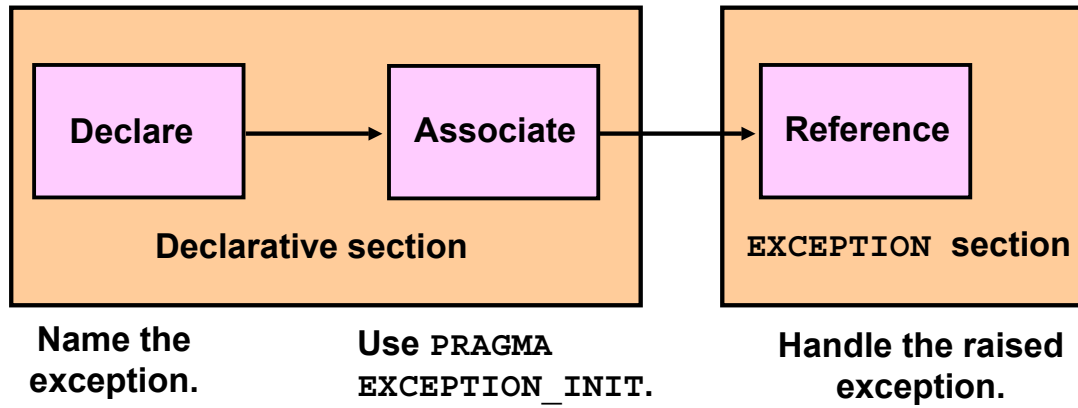 Declare
Associate
Reference
Declarative section
EXCEPTION section
Name the
exception.
Use PRAGMA
EXCEPTION_INIT.
Handle the raised
exception.